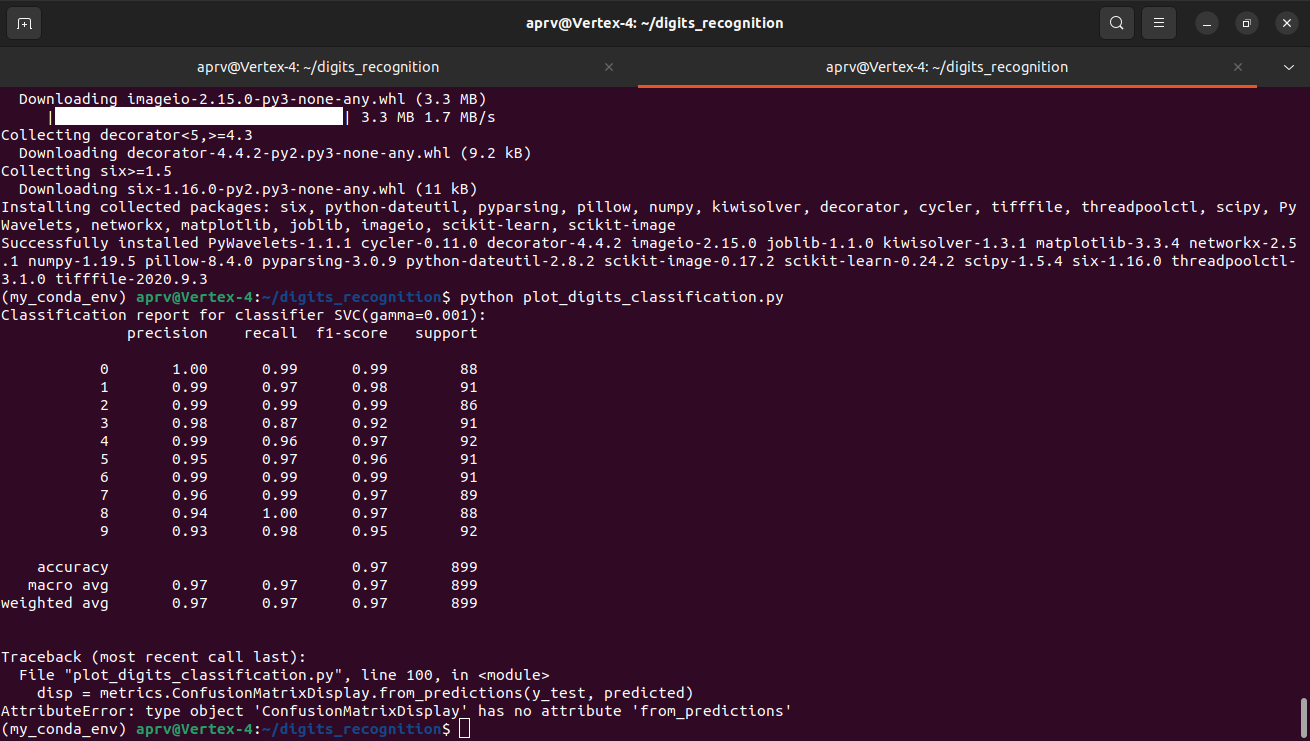 aprv@Vertex-4: ~/digits_recognition
aprv@Vertex-4: ~/digits_recognition
aprv@Vertex-4: ~/digits_recognition
Downloading imageio-2.15.0-py3-none-any.whl (3.3 MB)
|████████████████████████████████| 3.3 MB 1.7 MB/s
Collecting decorator<5,>=4.3
Downloading decorator-4.4.2-py2.py3-none-any.whl (9.2 kB)
Collecting six>=1.5
Downloading six-1.16.0-py2.py3-none-any.whl (11 kB)
Installing collected packages: six, python-dateutil, pyparsing, pillow, numpy, kiwisolver, decorator, cycler, tifffile, threadpoolctl, scipy, Py
Wavelets, networkx, matplotlib, joblib, imageio, scikit-learn, scikit-image
Successfully installed PyWavelets-1.1.1 cycler-0.11.0 decorator-4.4.2 imageio-2.15.0 joblib-1.1.0 kiwisolver-1.3.1 matplotlib-3.3.4 networkx-2.5
.1 numpy-1.19.5 pillow-8.4.0 pyparsing-3.0.9 python-dateutil-2.8.2 scikit-image-0.17.2 scikit-learn-0.24.2 scipy-1.5.4 six-1.16.0 threadpoolctl-
3.1.0 tifffile-2020.9.3
(my_conda_env) aprv@Vertex-4:~/digits_recognition$ python plot_digits_classification.py
Classification report for classifier SVC(gamma=0.001):
precision recall f1-score support
0 1.00 0.99 0.99 88
1 0.99 0.97 0.98 91
2 0.99 0.99 0.99 86
3 0.98 0.87 0.92 91
4 0.99 0.96 0.97 92
5 0.95 0.97 0.96 91
6 0.99 0.99 0.99 91
7 0.96 0.99 0.97 89
8 0.94 1.00 0.97 88
9 0.93 0.98 0.95 92
accuracy 0.97 899
macro avg 0.97 0.97 0.97 899
weighted avg 0.97 0.97 0.97 899
Traceback (most recent call last):
File "plot_digits_classification.py", line 100, in <module>
disp = metrics.ConfusionMatrixDisplay.from_predictions(y_test, predicted)
AttributeError: type object 'ConfusionMatrixDisplay' has no attribute 'from_predictions'
(my_conda_env) aprv@Vertex-4:~/digits_recognition$